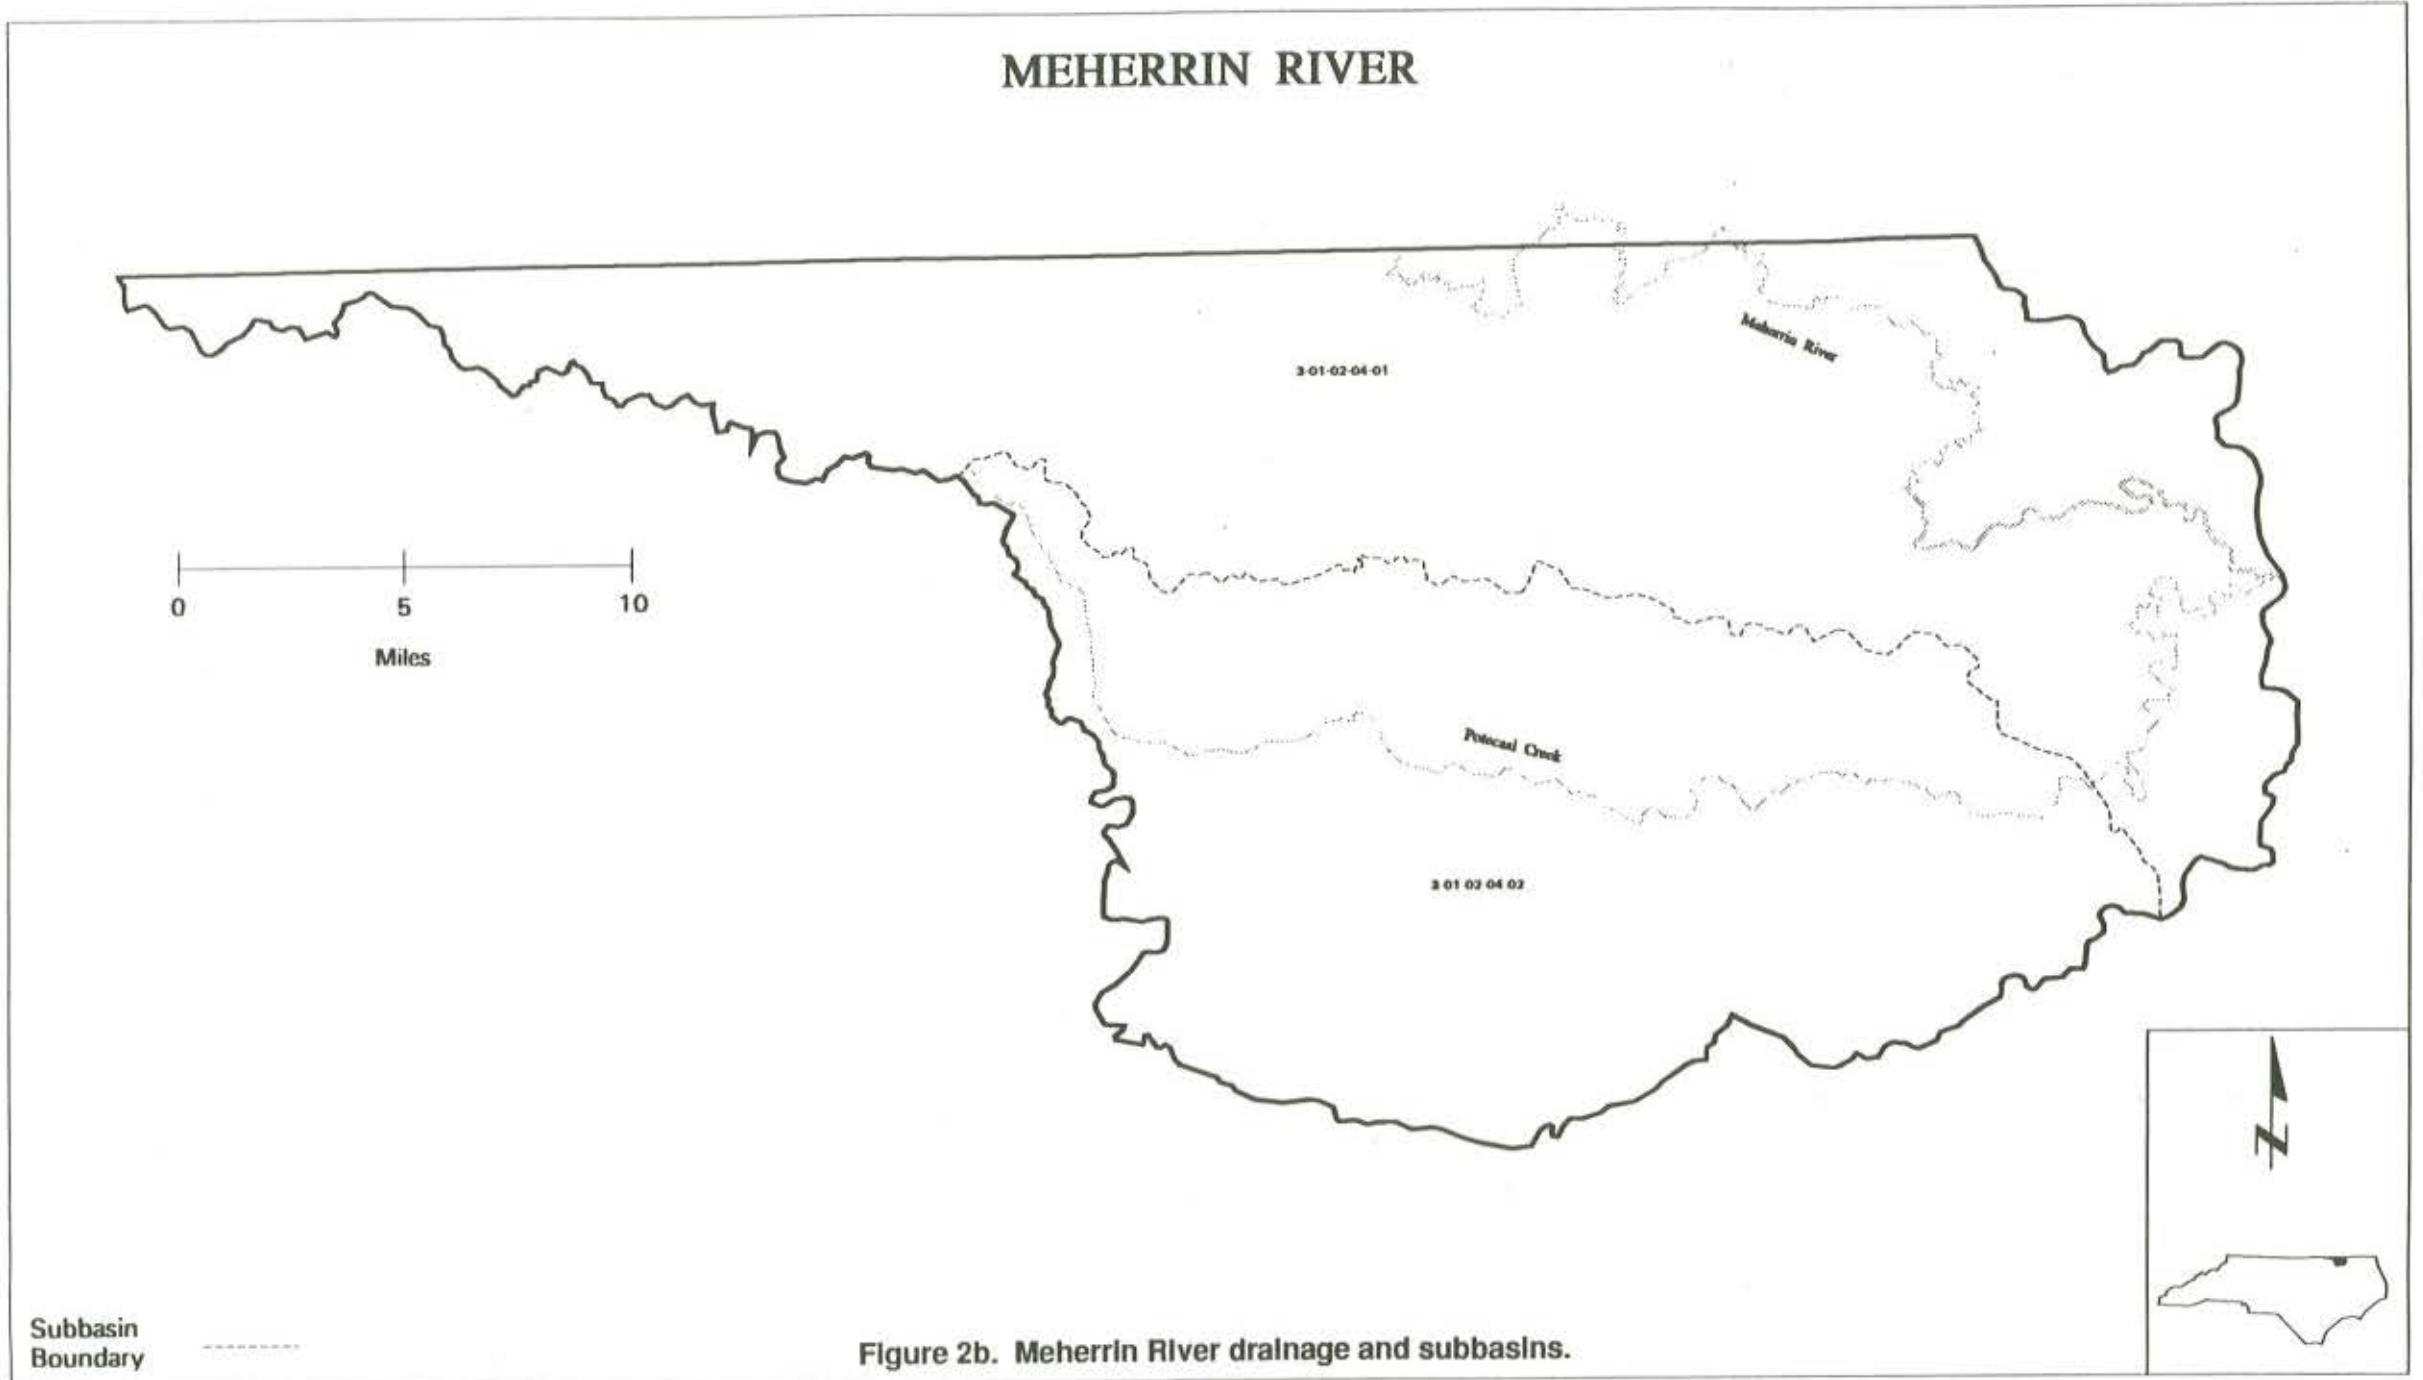 MEHERRIN RIVER
Meherrin River
3-01-02-04-01
0 5 10
Miles
Potecasi Creek
3 01 02 04 02
N
Subbasin
Boundary
Figure 2b. Meherrin River drainage and subbasins.